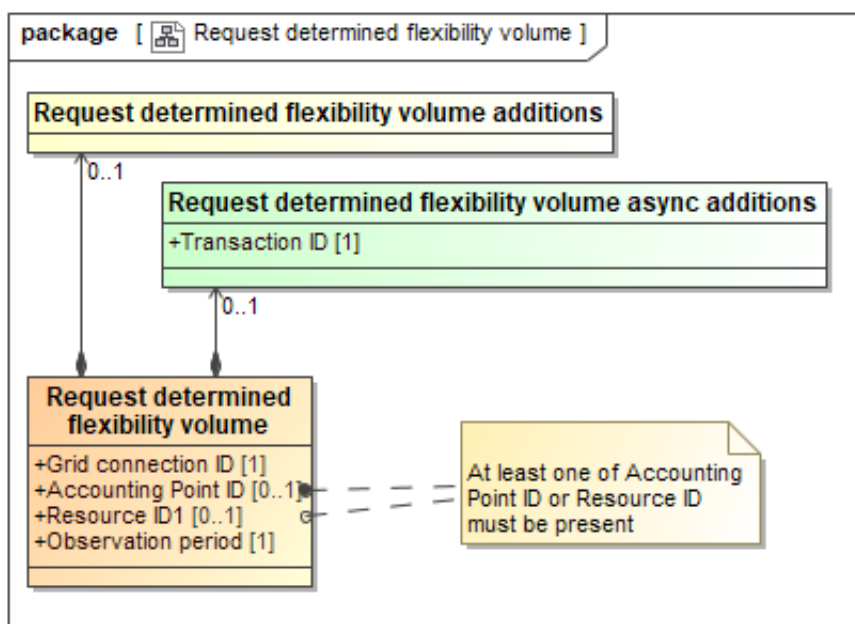 package [ Request determined flexibility volume ]
Request determined flexibility volume additions
0..1
Request determined flexibility volume async additions
+Transaction ID [1]
0..1
Request determined
flexibility volume
+Grid connection ID [1]
+Accounting Point ID [0..1]
+Resource ID1 [0..1]
+Observation period [1]
At least one of Accounting
Point ID or Resource ID
must be present